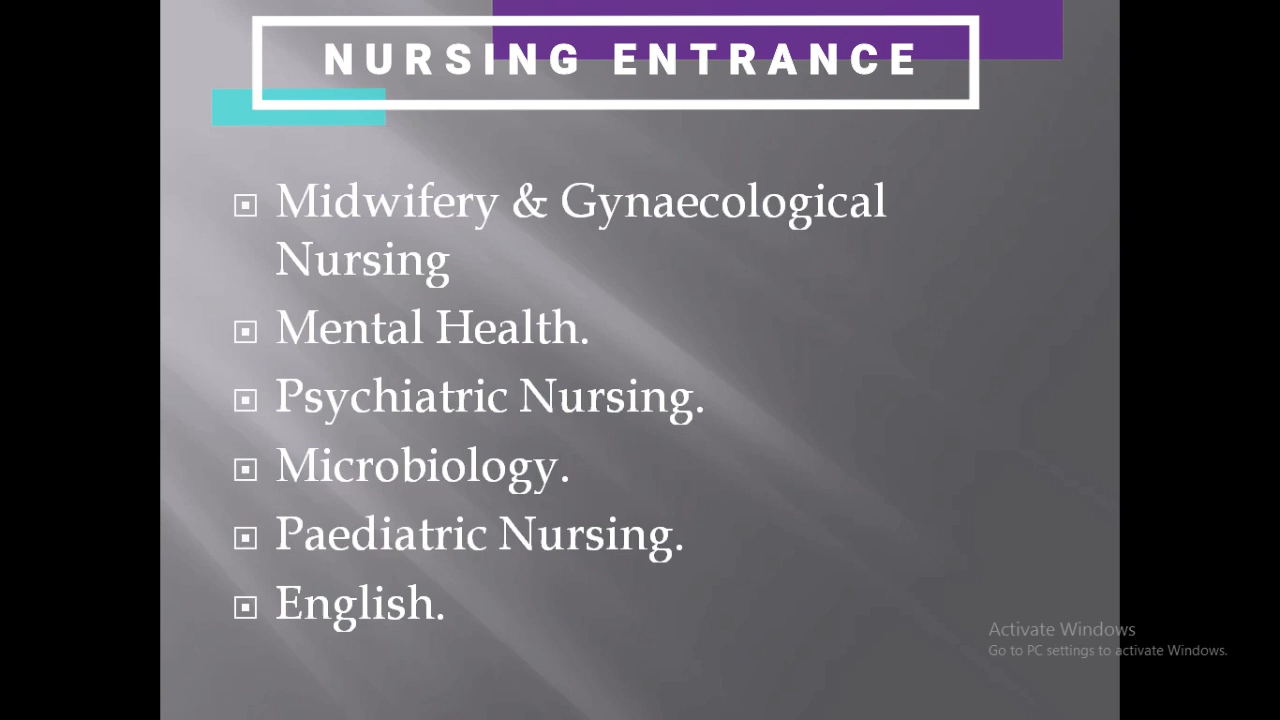 NURSING ENTRANCE
Midwifery & Gynaecological
Nursing
Mental Health.
Psychiatric Nursing.
Microbiology.
Paediatric Nursing.
English.
Activate Windows
Go to PC settings to activate Windows.